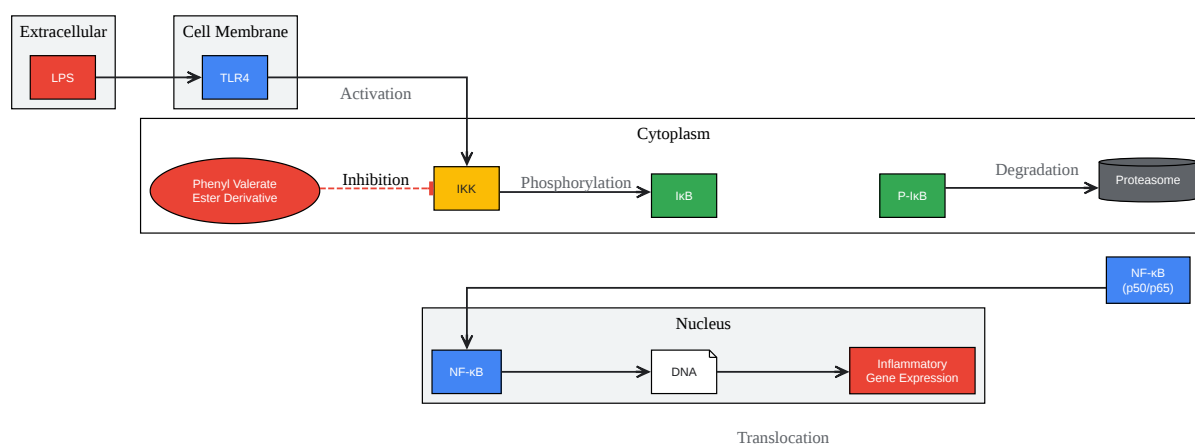 Extracellular
Cell Membrane
LPS
TLR4
Activation
Cytoplasm
Phenyl Valerate
Ester Derivative
Inhibition
IKK
Phosphorylation
IκB
P-IκB
Degradation
Proteasome
NF-κB
(p50/p65)
Nucleus
NF-κB
DNA
Inflammatory
Gene Expression
Translocation